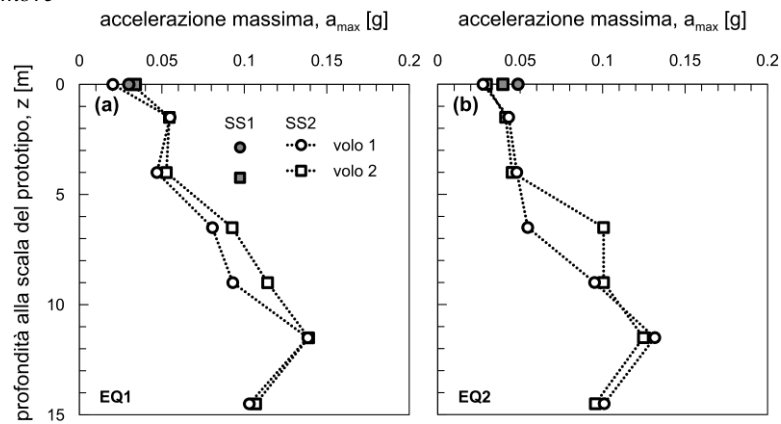 accelerazione massima, a_max [g]
accelerazione massima, a_max [g]
0 0.05 0.1 0.15 0.2
0 0.05 0.1 0.15 0.2
profondità alla scala del prototipo, z [m]
0
5
10
15
(a)
SS1 SS2
volo 1
volo 2
EQ1
(b)
EQ2